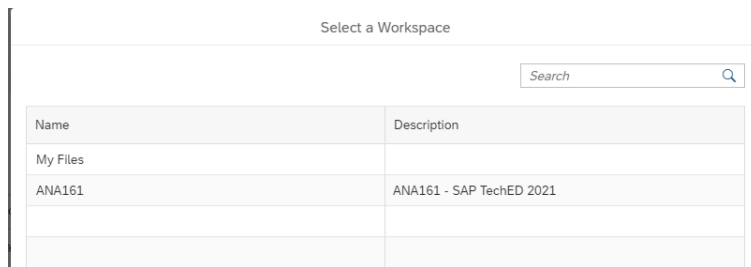 Select a Workspace
Search
Name Description
My Files
ANA161 ANA161 - SAP TechED 2021